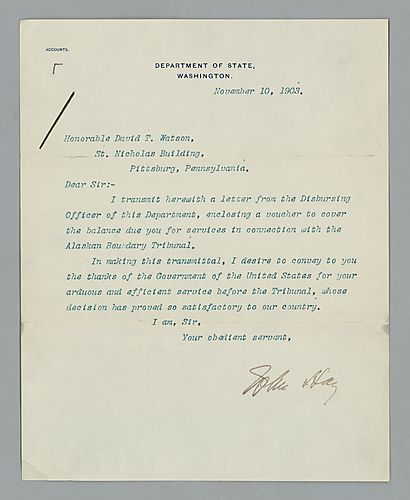 ACCOUNTS.
DEPARTMENT OF STATE,
WASHINGTON.
November 10, 1903.
Honorable David T. Watson,
St. Nicholas Building,
Pittsburg, Pennsylvania.
Dear Sir:-
I transmit herewith a letter from the Disbursing
Officer of this Department, enclosing a voucher to cover
the balance due you for services in connection with the
Alaskan Boundary Tribunal.
In making this transmittal, I desire to convey to you
the thanks of the Government of the United States for your
arduous and efficient service before the Tribunal, whose
decision has proved so satisfactory to our country.
I am, Sir,
Your obedient servant,
John Hay